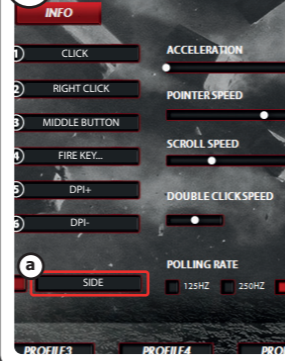 INFO
1 CLICK
ACCELERATION
2 RIGHT CLICK
POINTER SPEED
3 MIDDLE BUTTON
4 FIRE KEY...
SCROLL SPEED
5 DPI+
DOUBLE CLICK SPEED
6 DPI-
a
SIDE
POLLING RATE
125HZ 250HZ
PROFILE3 PROFILE4